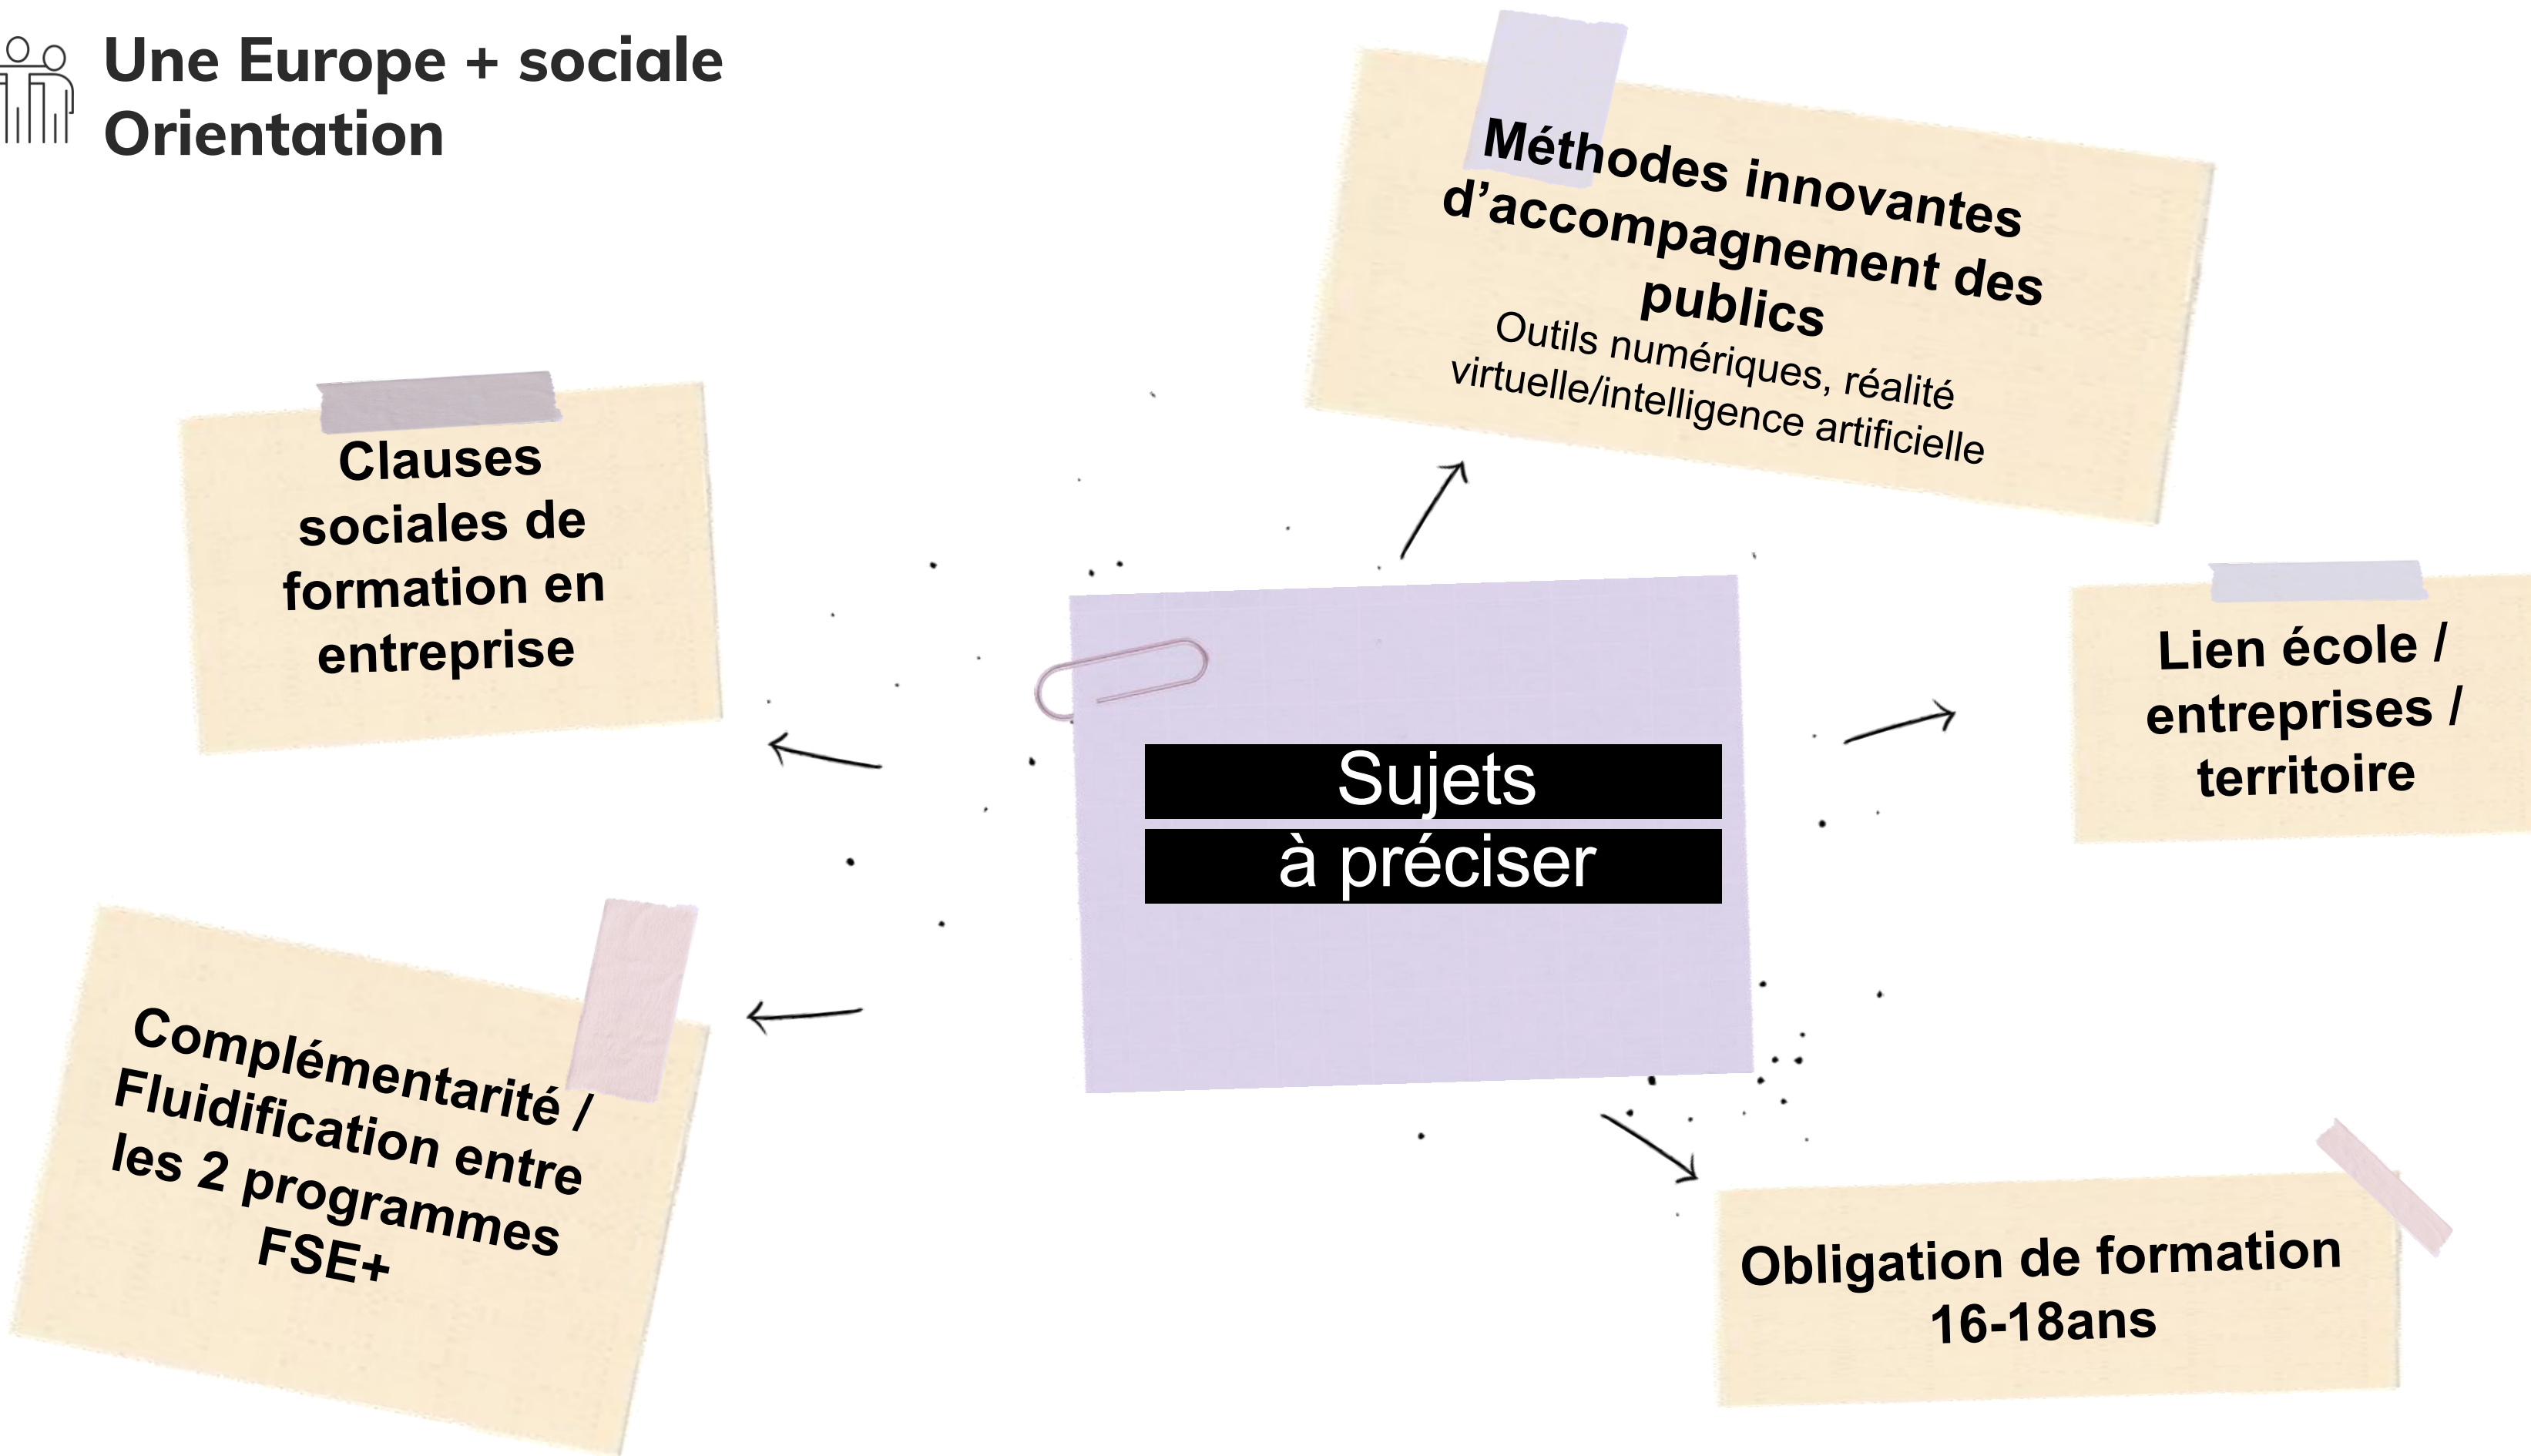 Une Europe + sociale
Orientation
Méthodes innovantes
d’accompagnement des
publics
Outils numériques, réalité
virtuelle/intelligence artificielle
Clauses
sociales de
formation en
entreprise
Lien école /
entreprises /
territoire
Sujets
à préciser
Complémentarité /
Fluidification entre
les 2 programmes
FSE+
Obligation de formation
16-18ans